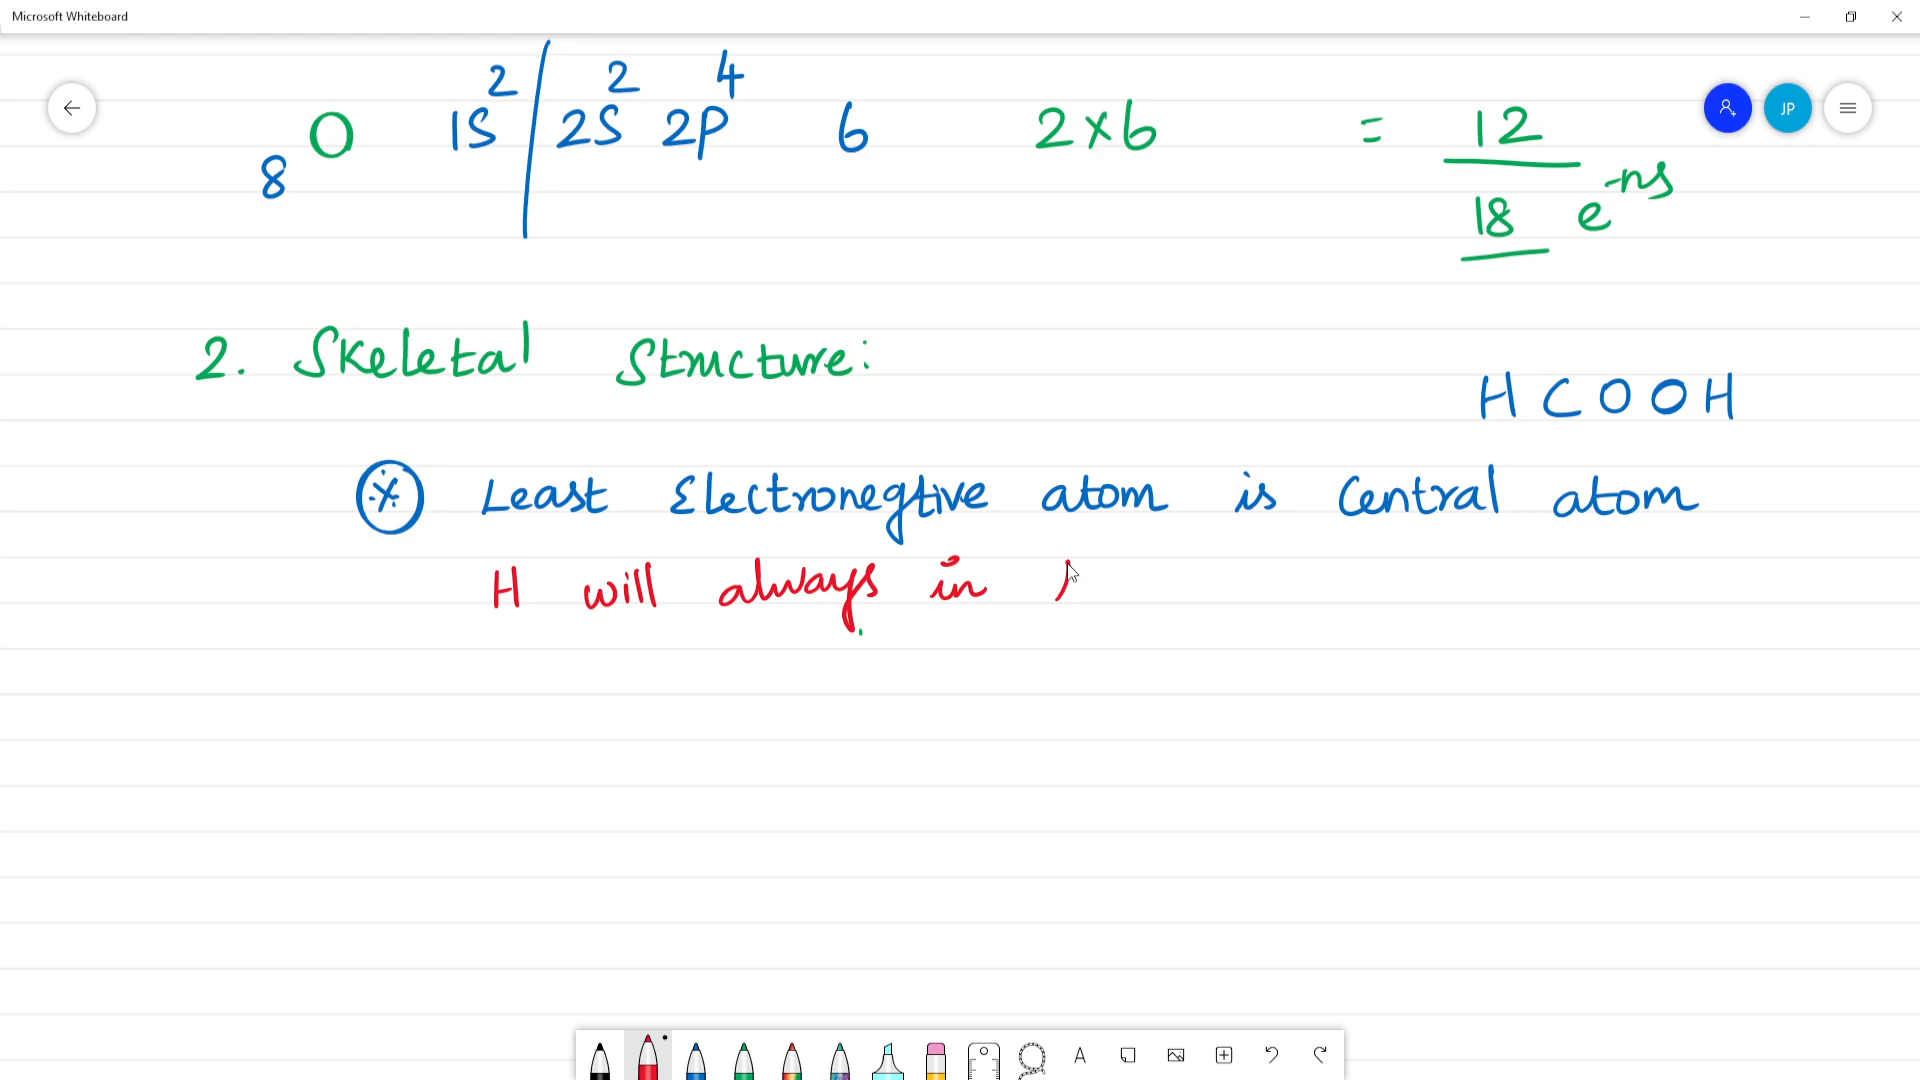 Microsoft Whiteboard
8 O 1S² 2S² 2P⁴ 6 2×6 = 12
18 e⁻ⁿˢ
JP
2. Skeletal Structure:
HCOOH
Least Electronegtive atom is Central atom
H will always in
A